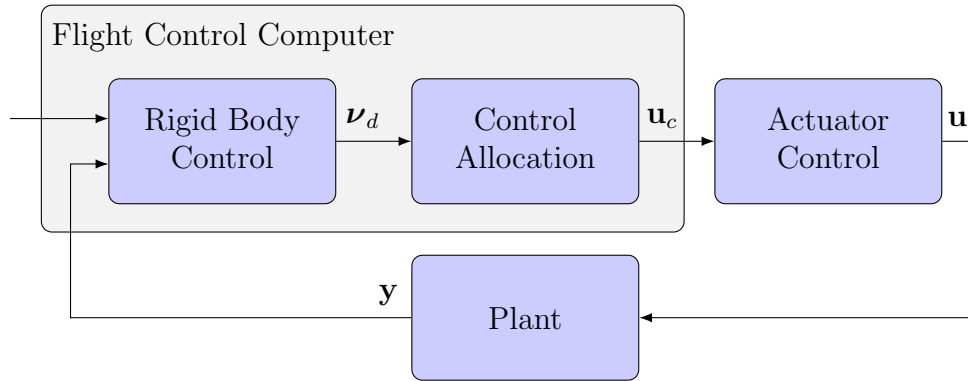 Flight Control Computer
Rigid Body
Control
𝝂_d
Control
Allocation
𝐮_c
Actuator
Control
𝐮
𝐲
Plant